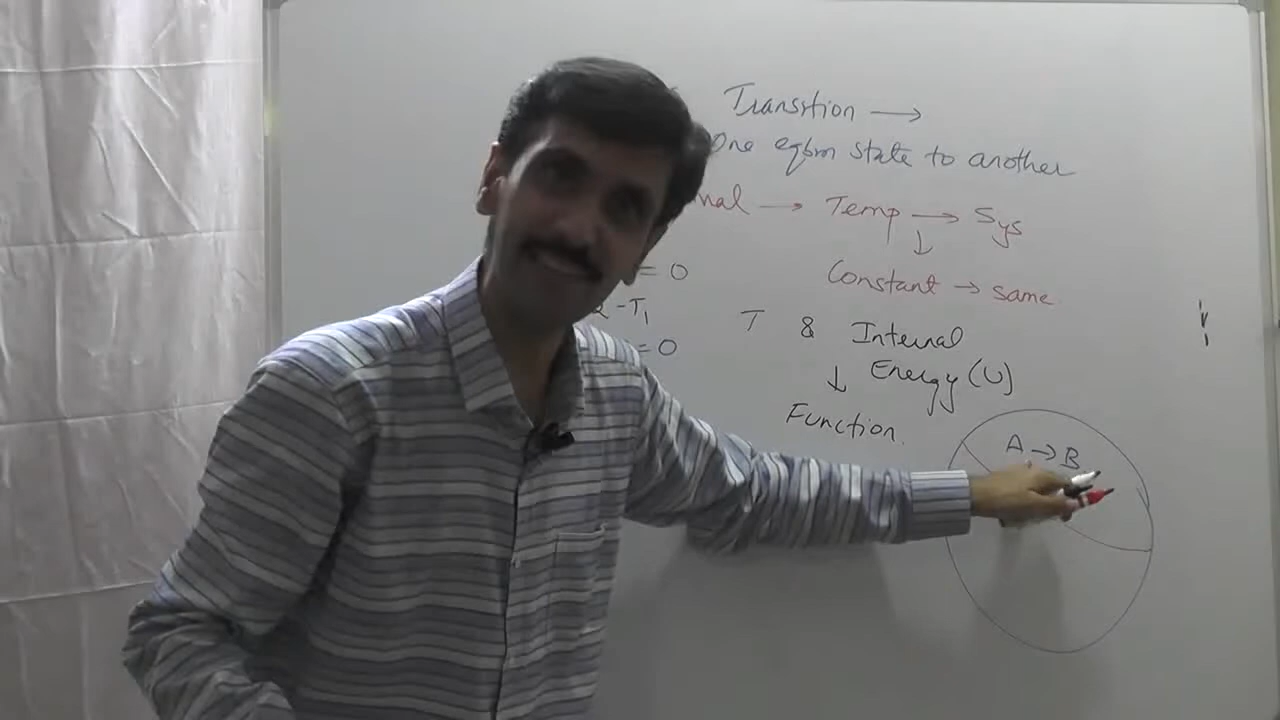 Transition →
One eqbm state to another
nal → Temp → Sys
↓
= 0
Constant → same
-T₁
T & Internal
= 0
Energy (U)
↓
Function.
A → B